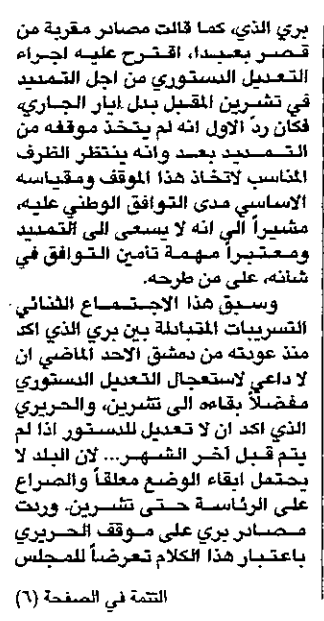 بري الذي، كما قالت مصادر مقربة من
قصر بعبدا، اقترح عليه اجراء
التعديل الدستوري من اجل التمديد
في تشرين المقبل بدل ايار الجاري،
فكان ردّ الاول انه لم يتخذ موقفه من
التمديد بعد وانه ينتظر الظرف
المناسب لاتخاذ هذا الموقف ومقياسه
الاساسي مدى التوافق الوطني عليه،
مشيراً الى انه لا يسعى الى التمديد
ومعتبراً مهمة تأمين التوافق في
شانه، على من طرحه.
وسبق هذا الاجتماع الثنائي
التسريبات المتبادلة بين بري الذي اكد
منذ عودته من دمشق الاحد الماضي ان
لا داعي لاستعجال التعديل الدستوري
مفضلاً بقاءه الى تشرين، والحريري
الذي اكد ان لا تعديل للدستور اذا لم
يتم قبل آخر الشهر... لان البلد لا
يحتمل ابقاء الوضع معلقاً والصراع
على الرئاسة حتى تشرين. وردت
مصادر بري على موقف الحريري
باعتبار هذا الكلام تعرضاً للمجلس
التتمة في الصفحة (٦)